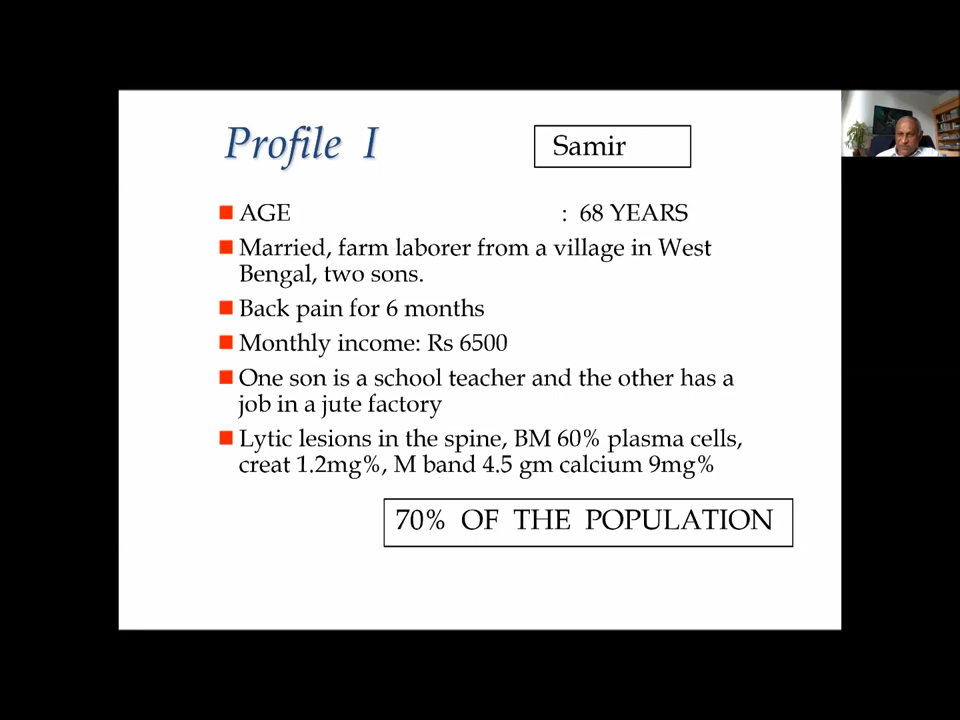 Profile I
Samir
AGE : 68 YEARS
Married, farm laborer from a village in West
Bengal, two sons.
Back pain for 6 months
Monthly income: Rs 6500
One son is a school teacher and the other has a
job in a jute factory
Lytic lesions in the spine, BM 60% plasma cells,
creat 1.2mg%, M band 4.5 gm calcium 9mg%
70% OF THE POPULATION